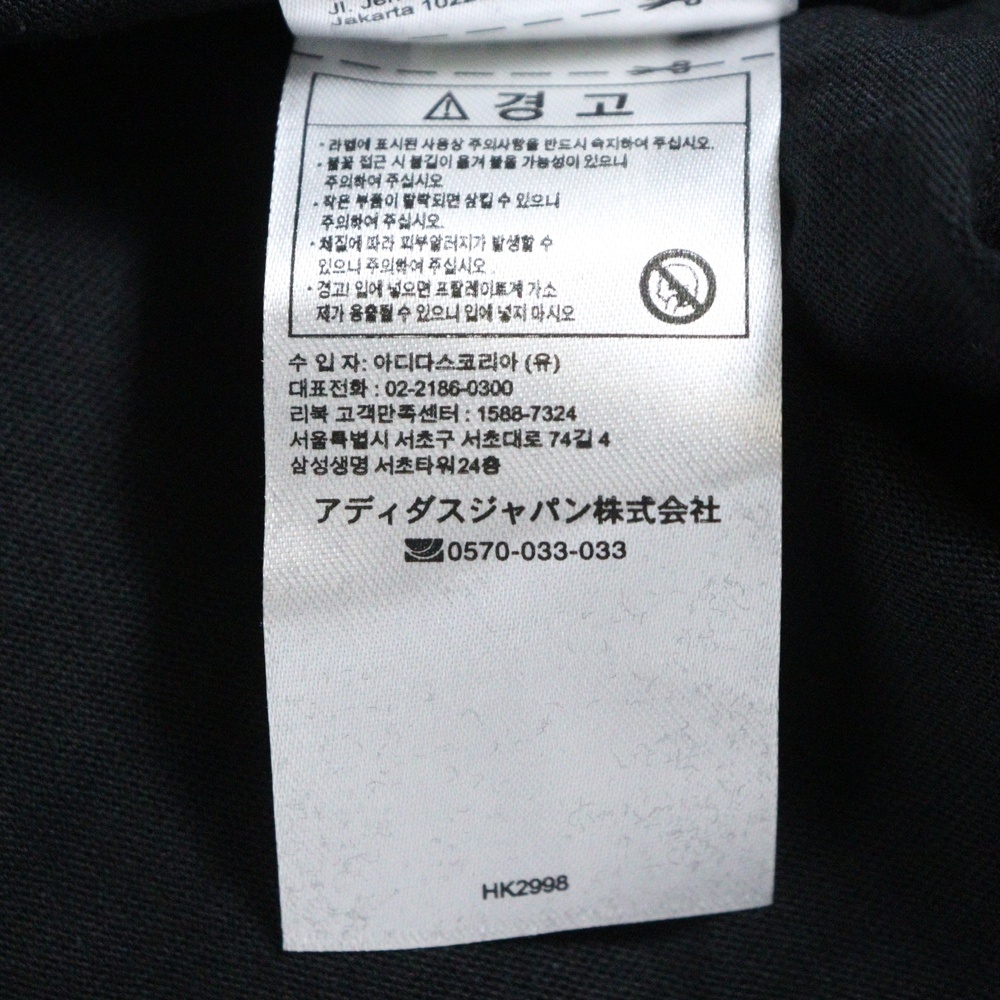 Jakarta
경고
· 라벨에 표시된 사용상 주의사항을 반드시 숙지하여 주십시오.
· 불꽃 접근 시 불길이 옮겨 붙을 가능성이 있으니
주의하여 주십시오
· 작은 부품이 탈락되면 삼킬 수 있으니
주의하여 주십시오.
· 체질에 따라 피부알러지가 발생할 수
있으니 주의하여 주십시오.
· 경고! 입에 넣으면 프탈레이트계 가소
제가 용출될 수 있으니 입에 넣지 마시오
수 입 자: 아디다스코리아 (유)
대표전화 : 02-2186-0300
리복 고객만족센터 : 1588-7324
서울특별시 서초구 서초대로 74길 4
삼성생명 서초타워24층
アディダスジャパン株式会社
0570-033-033
HK2998